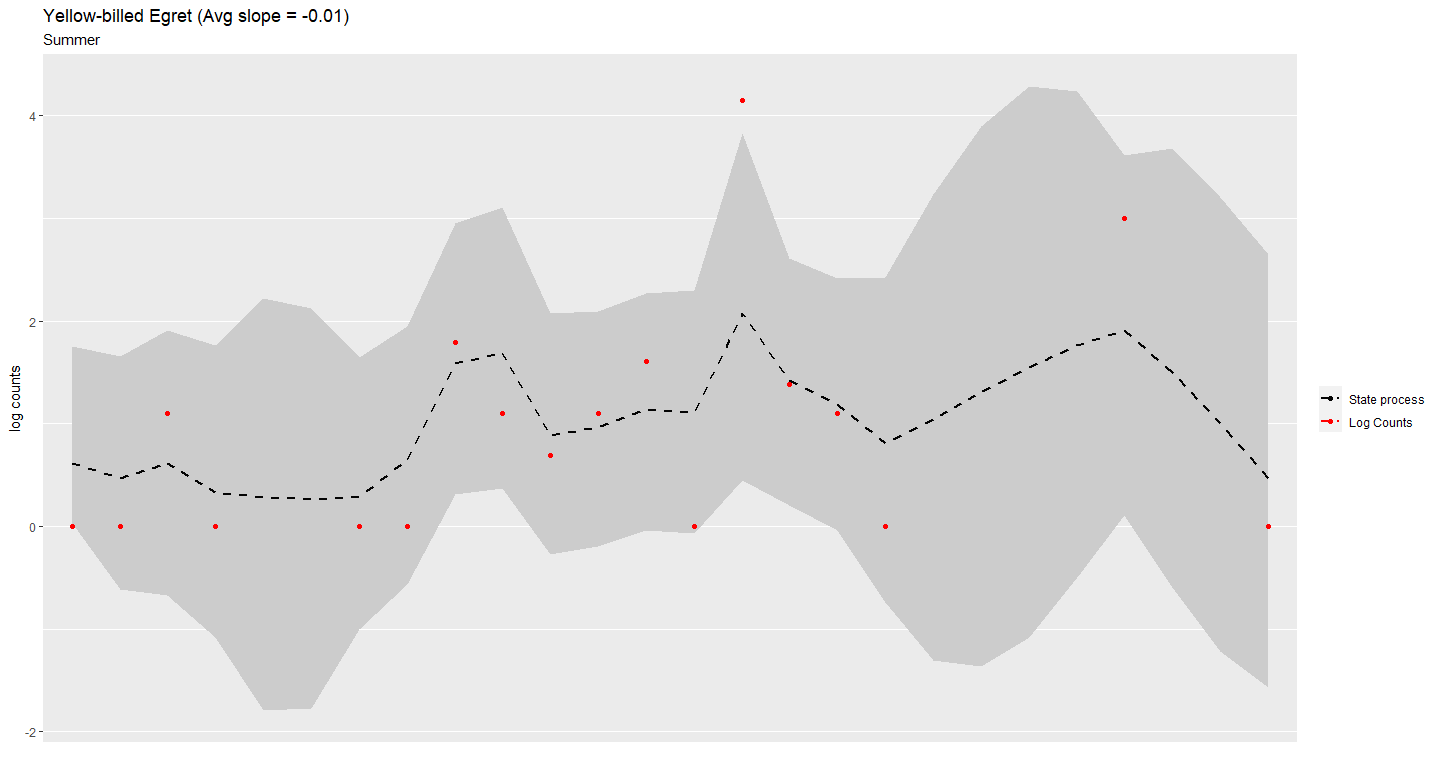 Yellow-billed Egret (Avg slope = -0.01)
Summer
4
2
0
-2
log counts
State process
Log Counts